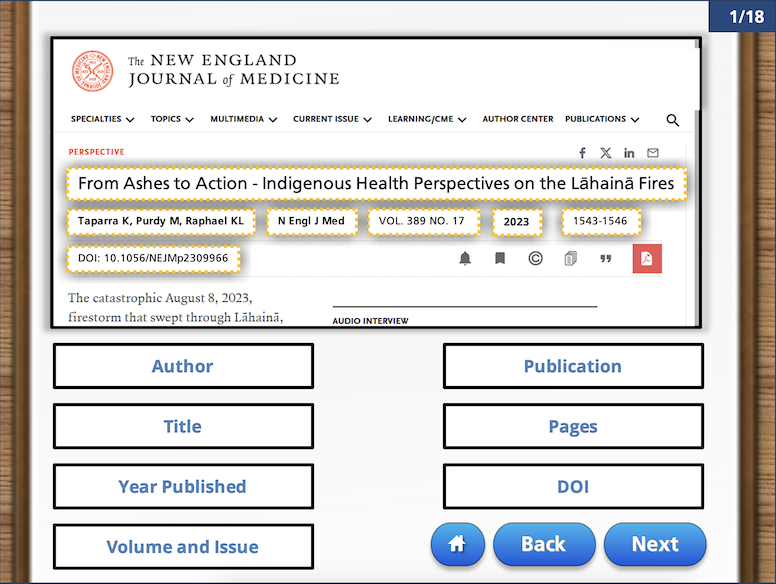 1/18
The NEW ENGLAND
JOURNAL of MEDICINE
SPECIALTIES TOPICS MULTIMEDIA CURRENT ISSUE LEARNING/CME AUTHOR CENTER PUBLICATIONS
PERSPECTIVE
From Ashes to Action - Indigenous Health Perspectives on the Lāhainā Fires
Taparra K, Purdy M, Raphael KL N Engl J Med VOL. 389 NO. 17 2023 1543-1546
DOI: 10.1056/NEJMp2309966
The catastrophic August 8, 2023,
firestorm that swept through Lāhainā,
AUDIO INTERVIEW
Author
Publication
Title
Pages
Year Published
DOI
Volume and Issue
Back
Next